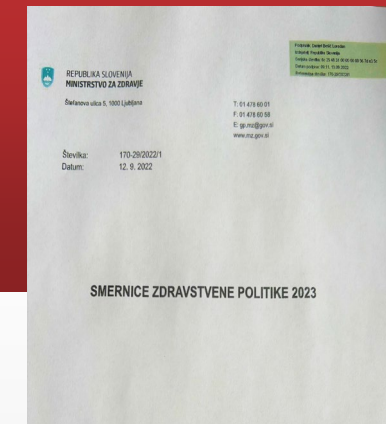 REPUBLIKA SLOVENIJA
MINISTRSTVO ZA ZDRAVJE
Štefanova ulica 5, 1000 Ljubljana
T: 01 478 60 01
F: 01 478 60 58
E: gp.mz@gov.si
www.mz.gov.si
Številka: 170-29/2022/1
Datum: 12. 9. 2022
SMERNICE ZDRAVSTVENE POLITIKE 2023